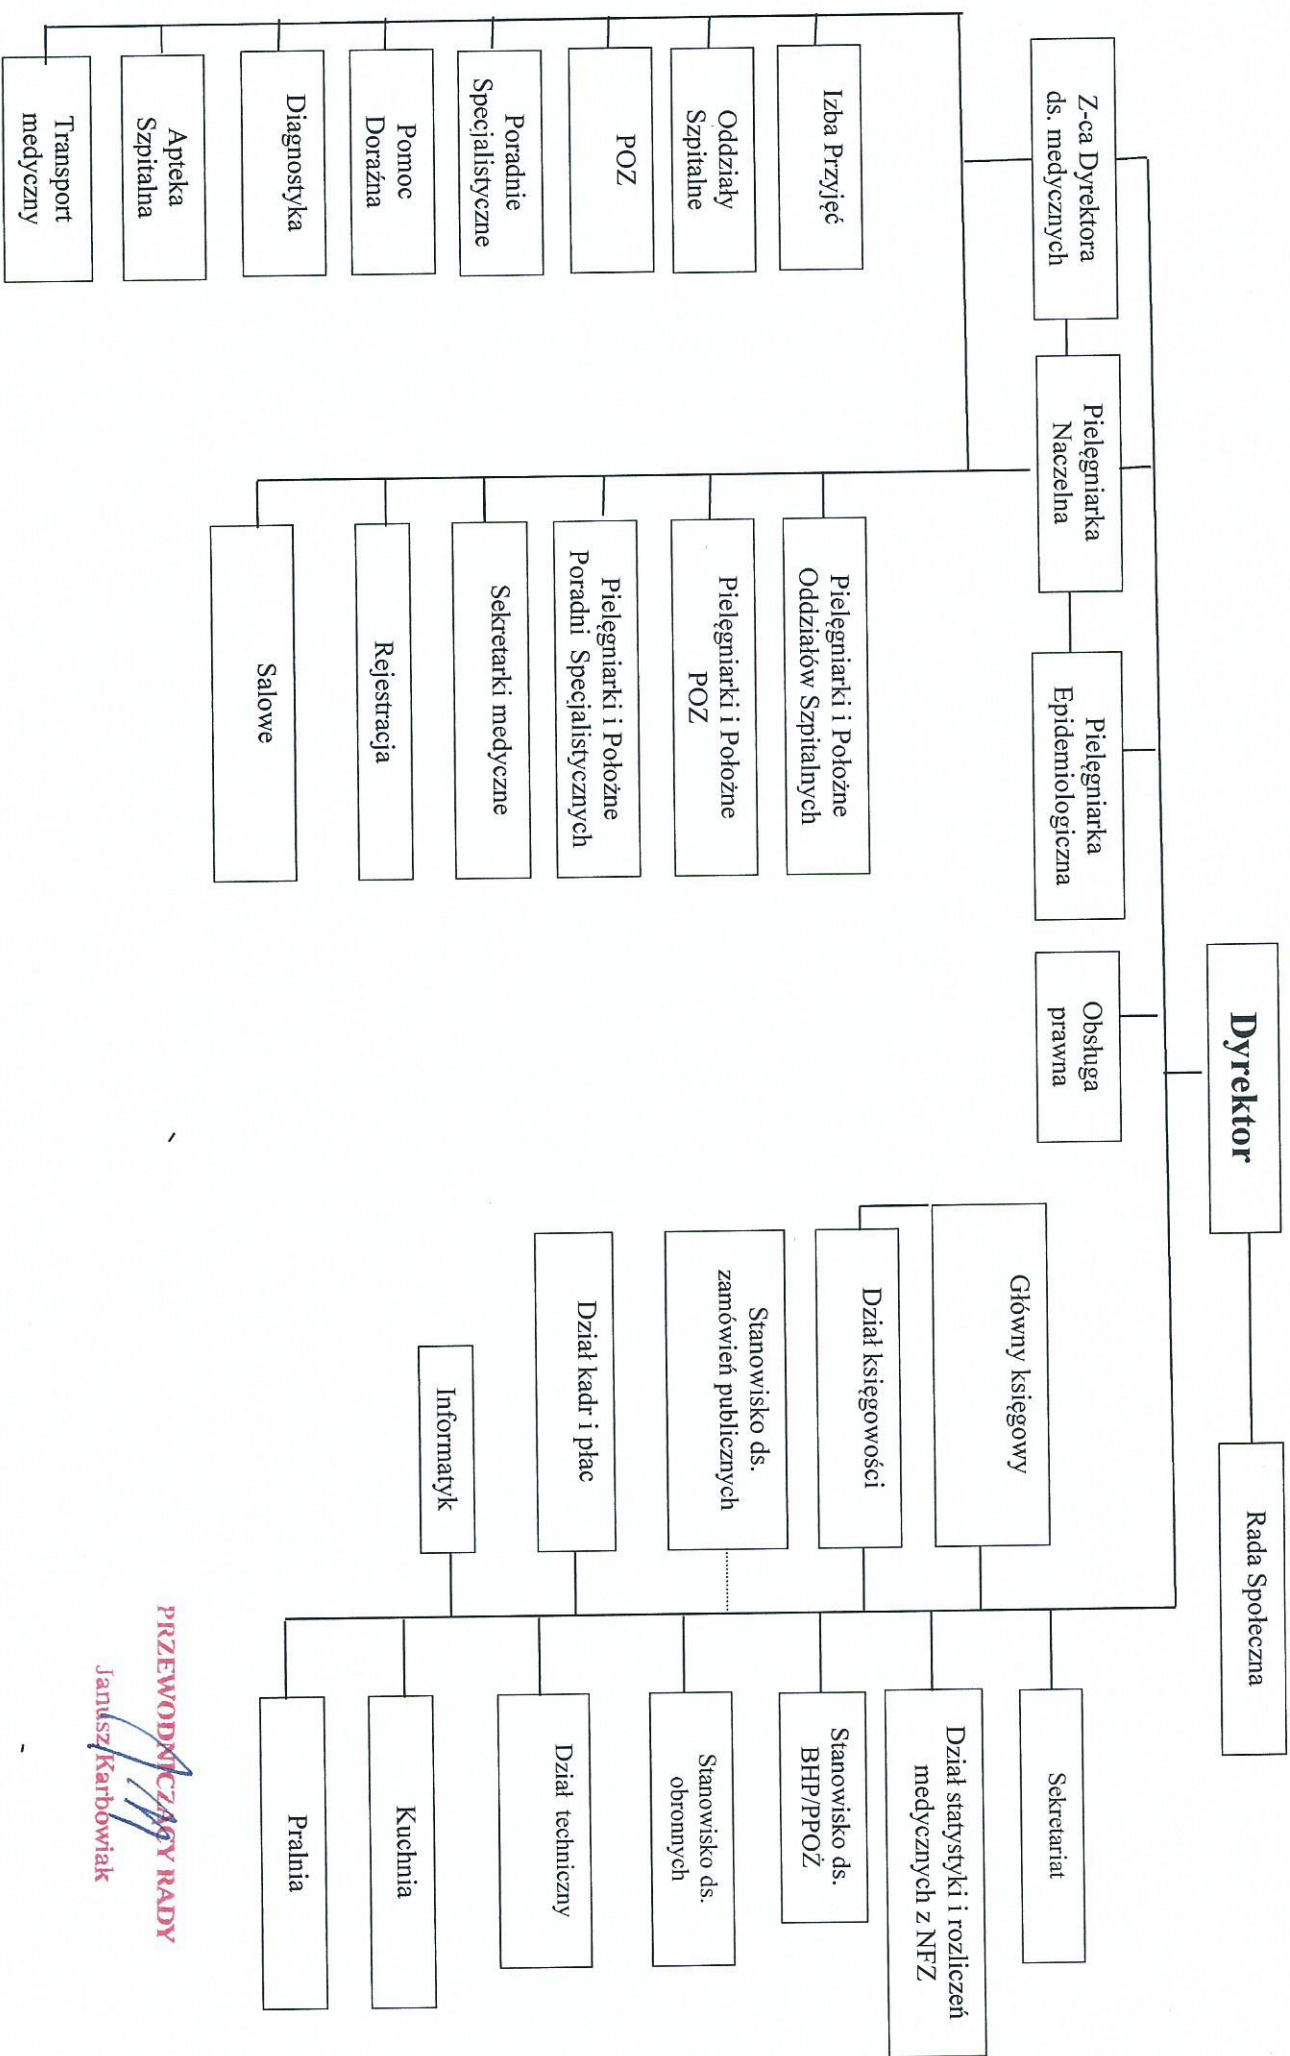 Dyrektor
Rada Społeczna
Z-ca Dyrektora
ds. medycznych
Pielęgniarka
Naczelna
Pielęgniarka
Epidemiologiczna
Obsługa
prawna
Izba Przyjęć
Oddziały
Szpitalne
POZ
Poradnie
Specjalistyczne
Pomoc
Doraźna
Diagnostyka
Apteka
Szpitalna
Transport
medyczny
Pielęgniarki i Położne
Oddziałów Szpitalnych
Pielęgniarki i Położne
POZ
Pielęgniarki i Położne
Poradni Specjalistycznych
Sekretarki medyczne
Rejestracja
Salowe
Główny księgowy
Dział księgowości
Stanowisko ds.
zamówień publicznych
Dział kadr i płac
Informatyk
Sekretariat
Dział statystyki i rozliczeń
medycznych z NFZ
Stanowisko ds.
BHP/PPOŻ
Stanowisko ds.
obronnych
Dział techniczny
Kuchnia
Pralnia
PRZEWODNICZĄCY RADY
Janusz Karbowiak